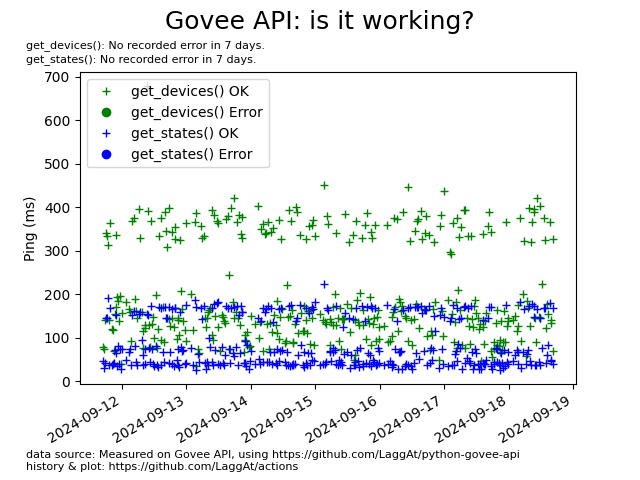 Govee API: is it working?
get_devices(): No recorded error in 7 days.
get_states(): No recorded error in 7 days.
700
600
500
400
300
200
100
0
Ping (ms)
get_devices() OK
get_devices() Error
get_states() OK
get_states() Error
2024-09-12
2024-09-13
2024-09-14
2024-09-15
2024-09-16
2024-09-17
2024-09-18
2024-09-19
data source: Measured on Govee API, using https://github.com/LaggAt/python-govee-api
history & plot: https://github.com/LaggAt/actions